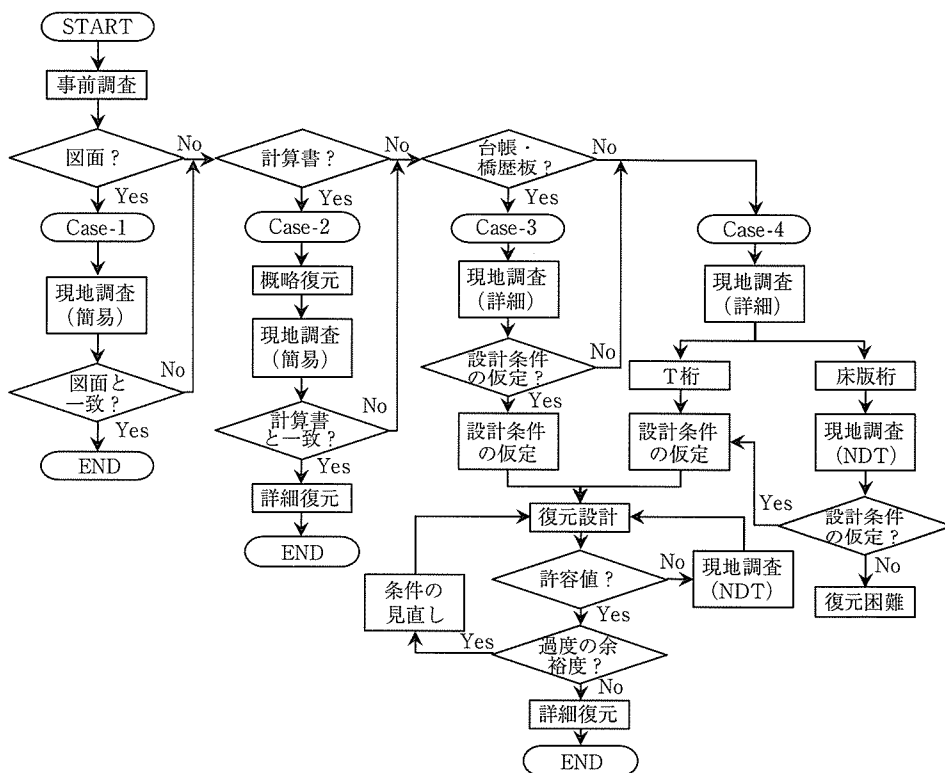 START
事前調査
図面?
No
Yes
Case-1
現地調査
(簡易)
図面と
一致?
No
Yes
END
計算書?
No
Yes
Case-2
概略復元
現地調査
(簡易)
計算書
と一致?
No
Yes
詳細復元
END
台帳・
橋歴板?
No
Yes
Case-3
現地調査
(詳細)
設計条件
の仮定?
No
Yes
設計条件
の仮定
Case-4
現地調査
(詳細)
T桁
設計条件
の仮定
床版桁
現地調査
(NDT)
設計条件
の仮定?
Yes
No
復元困難
復元設計
許容値?
No
現地調査
(NDT)
Yes
過度の余
裕度?
Yes
条件の
見直し
No
詳細復元
END